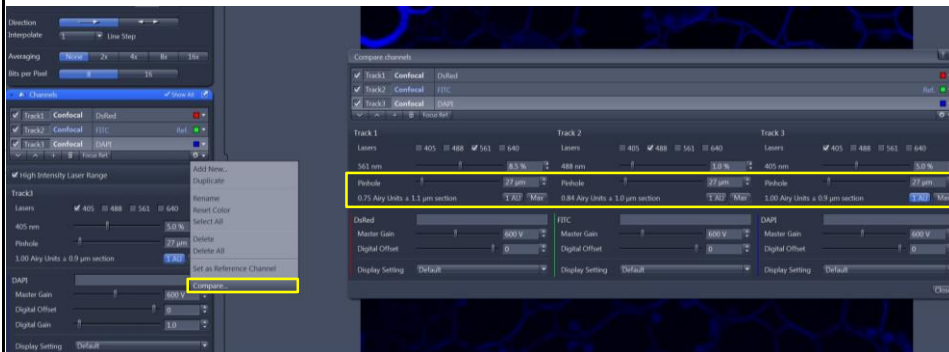 Direction
Interpolate 1 Line Step
Averaging None 2x 4x 8x 16x
Bits per Pixel 8 16
Channels Show All
Track1 Confocal DsRed
Track2 Confocal FITC Ref.
Track3 Confocal DAPI
Focus Ref.
High Intensity Laser Range
Track3
Lasers 405 488 561 640
405 nm 5.0 %
Pinhole 27 µm
1.00 Airy Units ± 0.9 µm section 1 AU
DAPI
Master Gain 600 V
Digital Offset 0
Digital Gain 1.0
Display Setting Default
Add New...
Duplicate
Rename
Reset Color
Select All
Delete
Delete All
Set as Reference Channel
Compare...
Compare channels
Track1 Confocal DsRed
Track2 Confocal FITC Ref.
Track3 Confocal DAPI
Focus Ref.
Track 1 Track 2 Track 3
Lasers 405 488 561 640 Lasers 405 488 561 640 Lasers 405 488 561 640
561 nm 8.5 % 488 nm 1.0 % 405 nm 5.0 %
Pinhole 27 µm Pinhole 27 µm Pinhole 27 µm
0.75 Airy Units ± 1.1 µm section 1 AU Max 0.84 Airy Units ± 1.0 µm section 1 AU Max 1.00 Airy Units ± 0.9 µm section 1 AU
DsRed FITC DAPI
Master Gain 600 V Master Gain 600 V Master Gain 600 V
Digital Offset 0 Digital Offset 0 Digital Offset 0
Display Setting Default Display Setting Default Display Setting Default